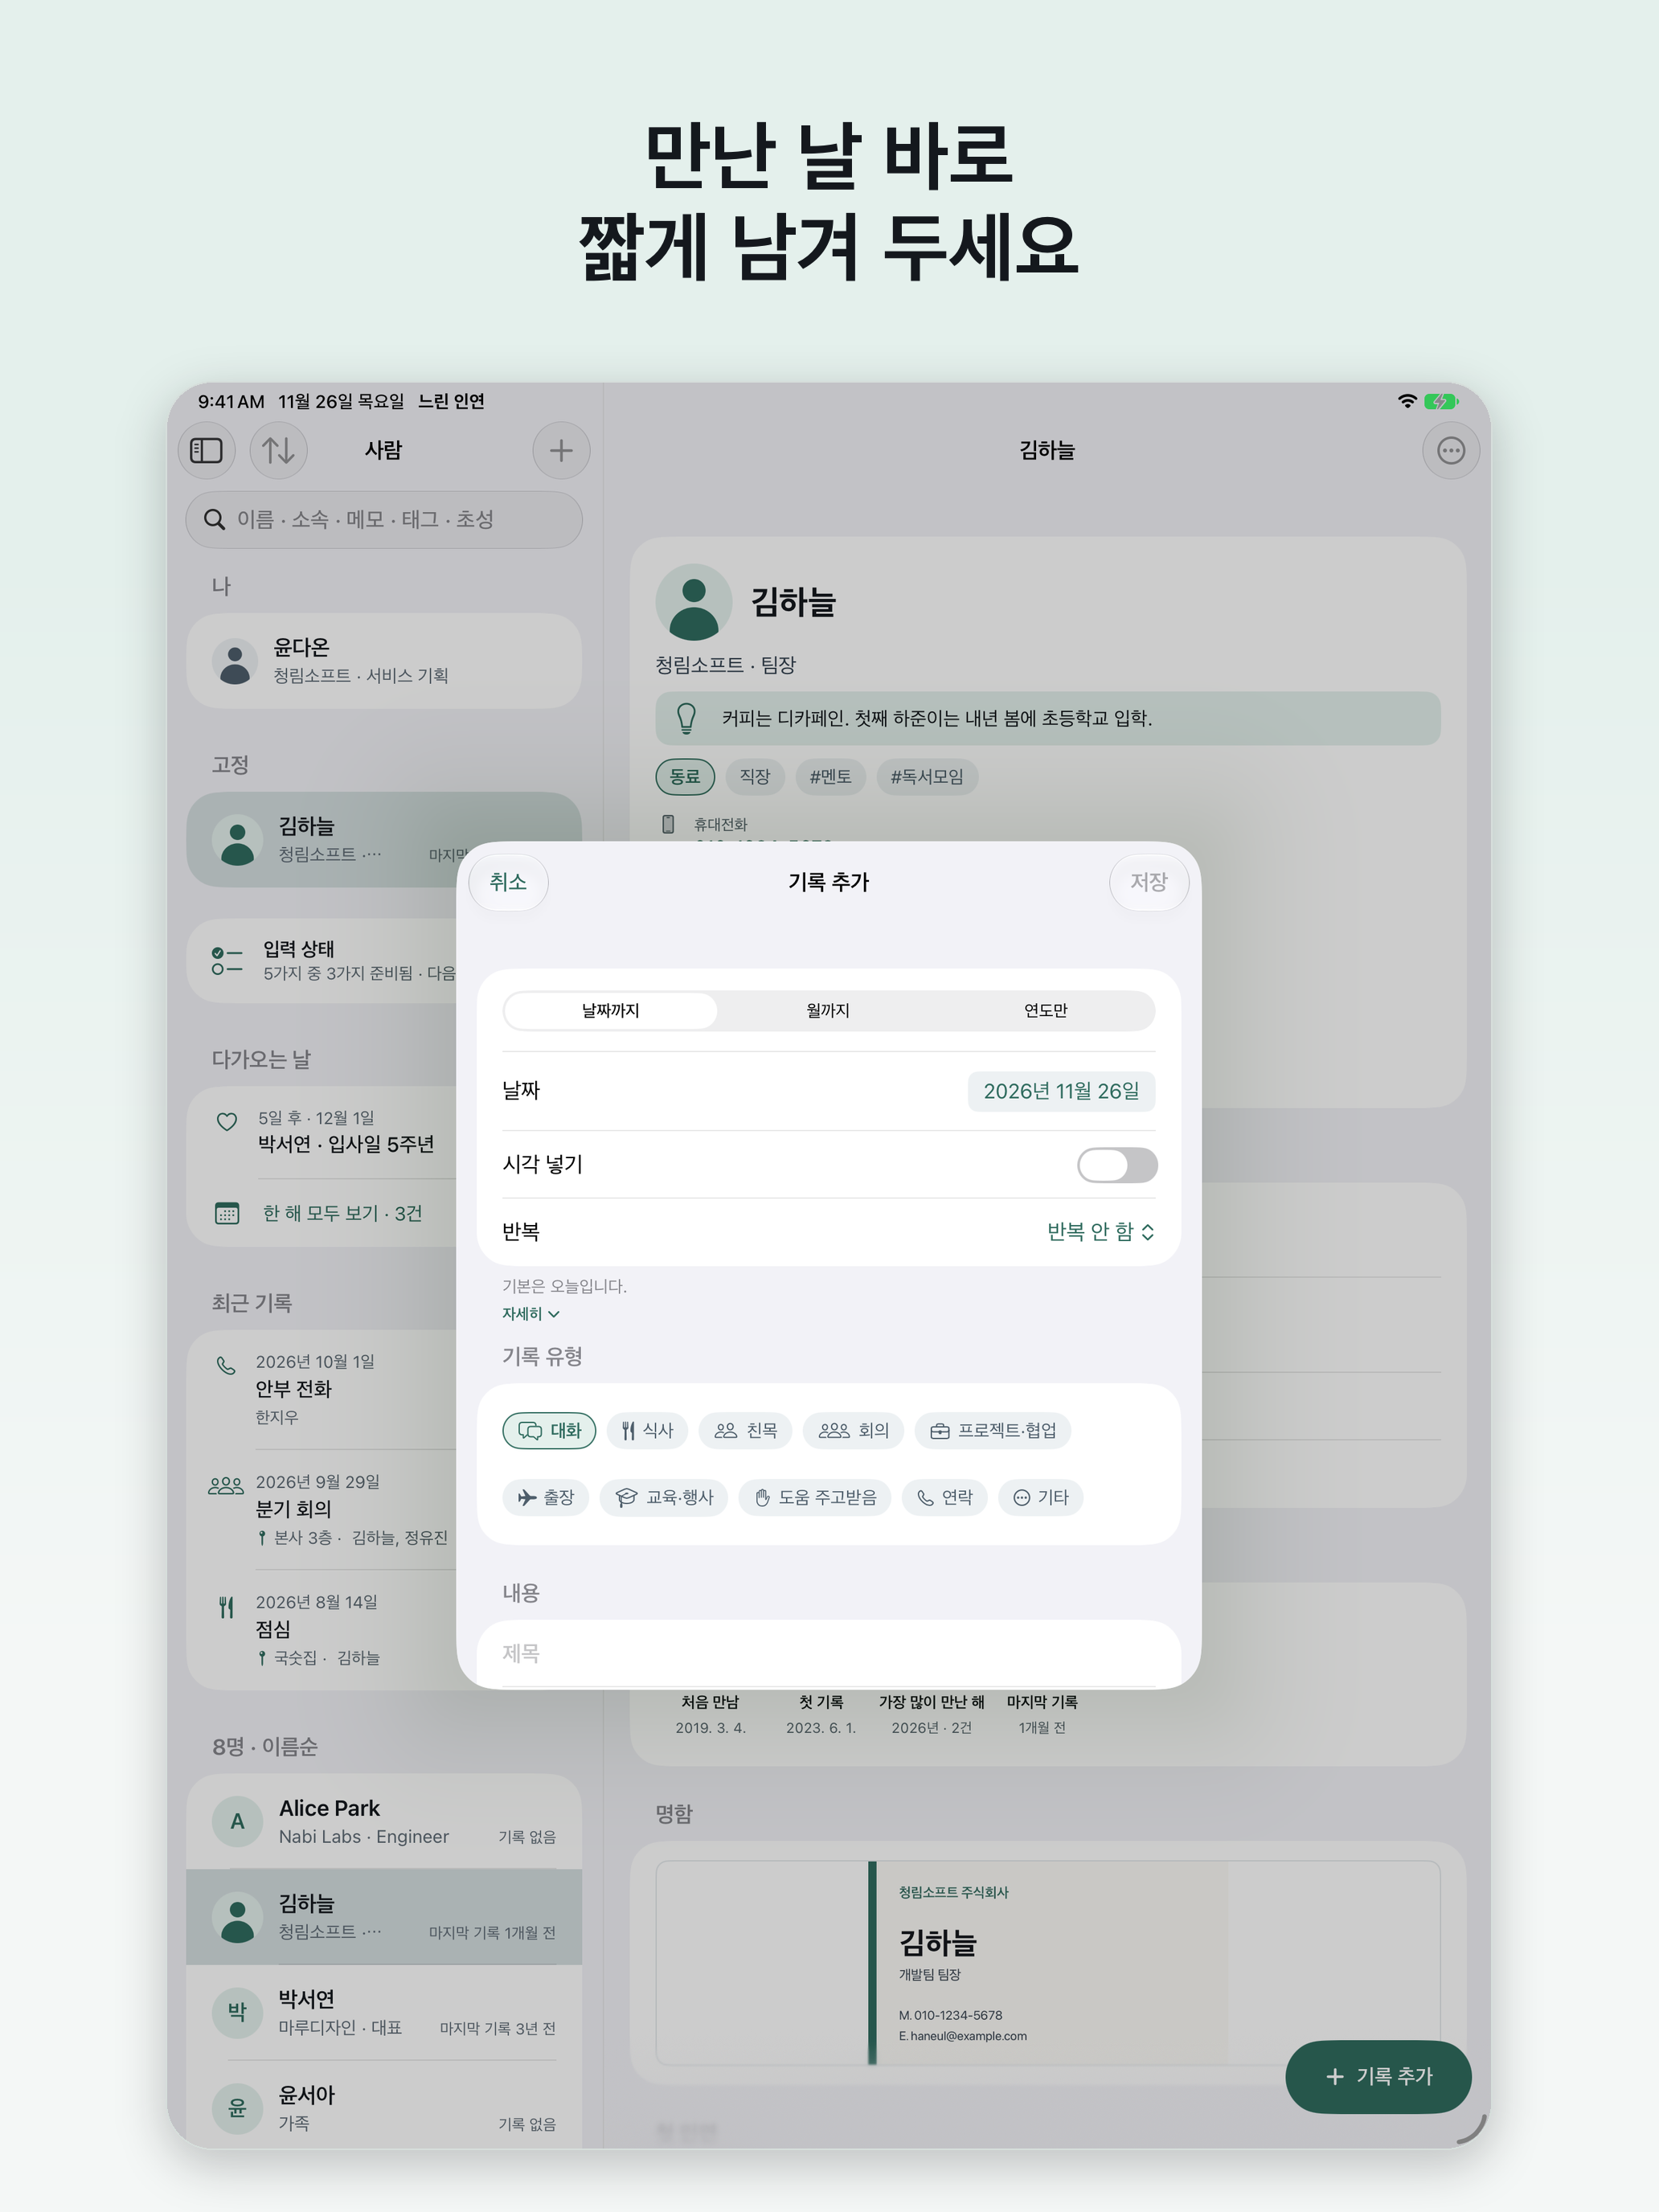 만난 날 바로
짧게 남겨 두세요
9:41 AM 11월 26일 목요일 느린 인연
사람
이름 · 소속 · 메모 · 태그 · 초성
나
윤다온
청림소프트 · 서비스 기획
고정
김하늘
청림소프트 ·… 마지막
입력 상태
5가지 중 3가지 준비됨 · 다음
다가오는 날
5일 후 · 12월 1일
박서연 · 입사일 5주년
한 해 모두 보기 · 3건
최근 기록
2026년 10월 1일
안부 전화
한지우
2026년 9월 29일
분기 회의
본사 3층 · 김하늘, 정유진
2026년 8월 14일
점심
국숫집 · 김하늘
8명 · 이름순
A
Alice Park
Nabi Labs · Engineer 기록 없음
김하늘
청림소프트 ·… 마지막 기록 1개월 전
박
박서연
마루디자인 · 대표 마지막 기록 3년 전
윤
윤서아
가족 기록 없음
김하늘
김하늘
청림소프트 · 팀장
커피는 디카페인. 첫째 하준이는 내년 봄에 초등학교 입학.
동료 직장 #멘토 #독서모임
휴대전화
취소 기록 추가 저장
날짜까지 월까지 연도만
날짜 2026년 11월 26일
시각 넣기
반복 반복 안 함
기본은 오늘입니다.
자세히
기록 유형
대화 식사 친목 회의 프로젝트·협업
출장 교육·행사 도움 주고받음 연락 기타
내용
제목
처음 만남 첫 기록 가장 많이 만난 해 마지막 기록
2019. 3. 4. 2023. 6. 1. 2026년 · 2건 1개월 전
명함
청림소프트 주식회사
김하늘
개발팀 팀장
M. 010-1234-5678
E. haneul@example.com
기록 추가